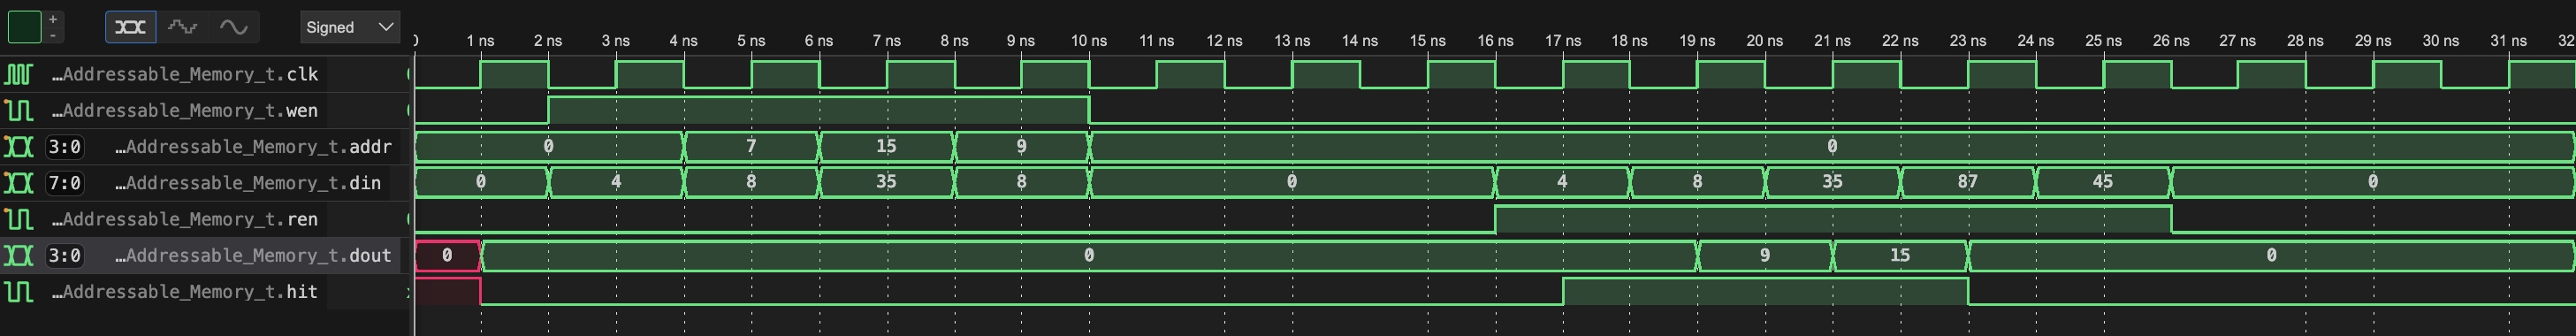 +
-
Signed
0 1 ns 2 ns 3 ns 4 ns 5 ns 6 ns 7 ns 8 ns 9 ns 10 ns 11 ns 12 ns 13 ns 14 ns 15 ns 16 ns 17 ns 18 ns 19 ns 20 ns 21 ns 22 ns 23 ns 24 ns 25 ns 26 ns 27 ns 28 ns 29 ns 30 ns 31 ns 32
…Addressable_Memory_t.clk
…Addressable_Memory_t.wen
3:0 …Addressable_Memory_t.addr 0 7 15 9 0
7:0 …Addressable_Memory_t.din 0 4 8 35 8 0 4 8 35 87 45 0
…Addressable_Memory_t.ren
3:0 …Addressable_Memory_t.dout 0 0 9 15 0
…Addressable_Memory_t.hit